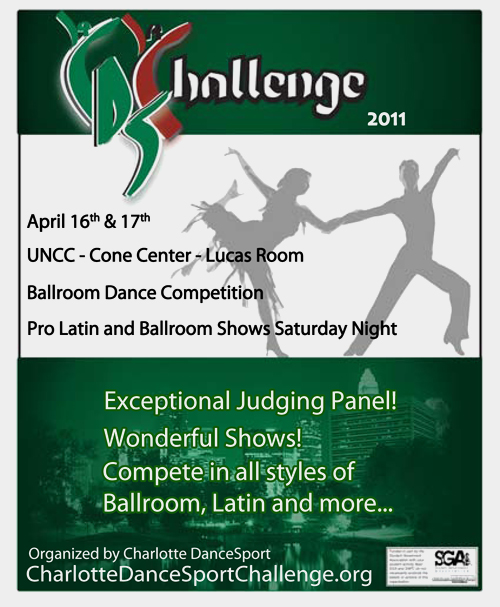 CDS Challenge
2011
April 16th & 17th
UNCC - Cone Center - Lucas Room
Ballroom Dance Competition
Pro Latin and Ballroom Shows Saturday Night
Exceptional Judging Panel!
Wonderful Shows!
Compete in all styles of
Ballroom, Latin and more...
Organized by Charlotte DanceSport
CharlotteDanceSportChallenge.org
SGA